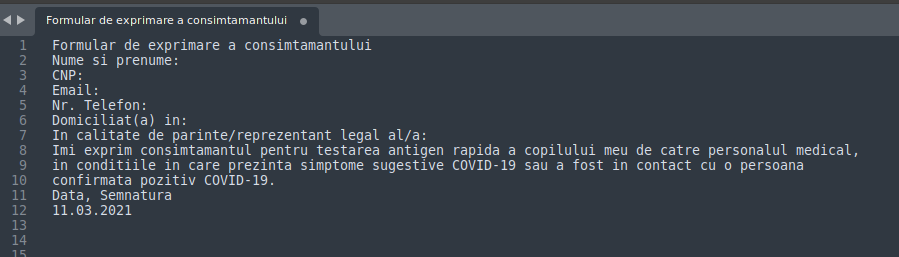 Formular de exprimare a consimtamantului
1 Formular de exprimare a consimtamantului
2 Nume si prenume:
3 CNP:
4 Email:
5 Nr. Telefon:
6 Domiciliat(a) in:
7 In calitate de parinte/reprezentant legal al/a:
8 Imi exprim consimtamantul pentru testarea antigen rapida a copilului meu de catre personalul medical,
9 in conditiile in care prezinta simptome sugestive COVID-19 sau a fost in contact cu o persoana
10 confirmata pozitiv COVID-19.
11 Data, Semnatura
12 11.03.2021
13
14
15